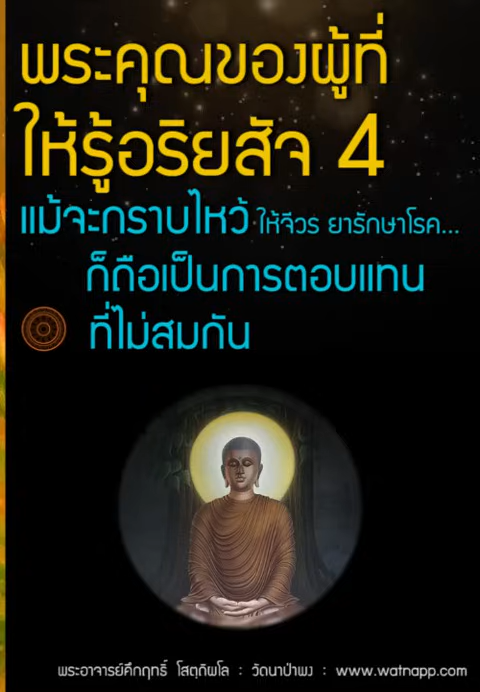 พระคุณของผู้ที่
ให้รู้อริยสัจ 4
แม้จะกราบไหว้ ให้จีวร ยารักษาโรค...
ก็ถือเป็นการตอบแทน
ที่ไม่สมกัน
พระอาจารย์คึกฤทธิ์ โสตฺถิผโล : วัดนาป่าพง : www.watnapp.com